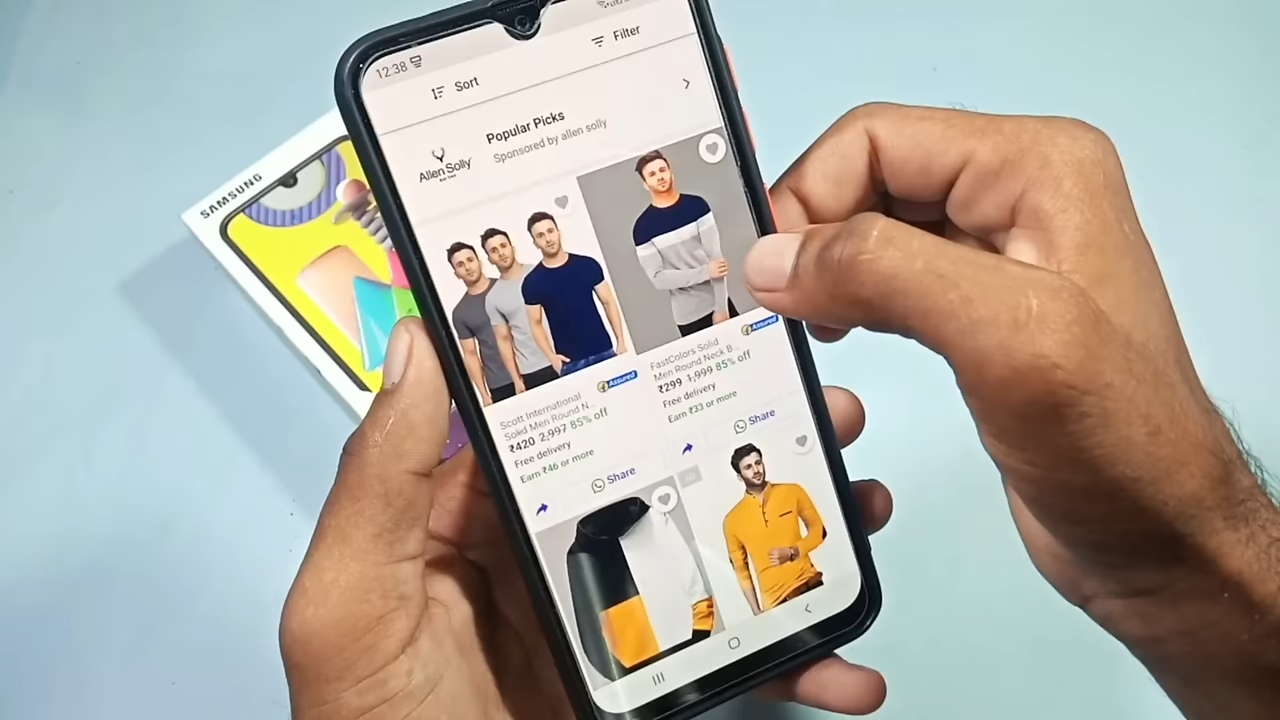 12:38
Sort
Filter
Popular Picks
Sponsored by allen solly
Allen Solly
SAMSUNG
Assured
Scott International
Solid Men Round N...
₹420 2,997 85% off
Free delivery
Earn ₹46 or more
Share
Assured
FastColors Solid
Men Round Neck B...
₹299 1,999 85% off
Free delivery
Earn ₹33 or more
Share